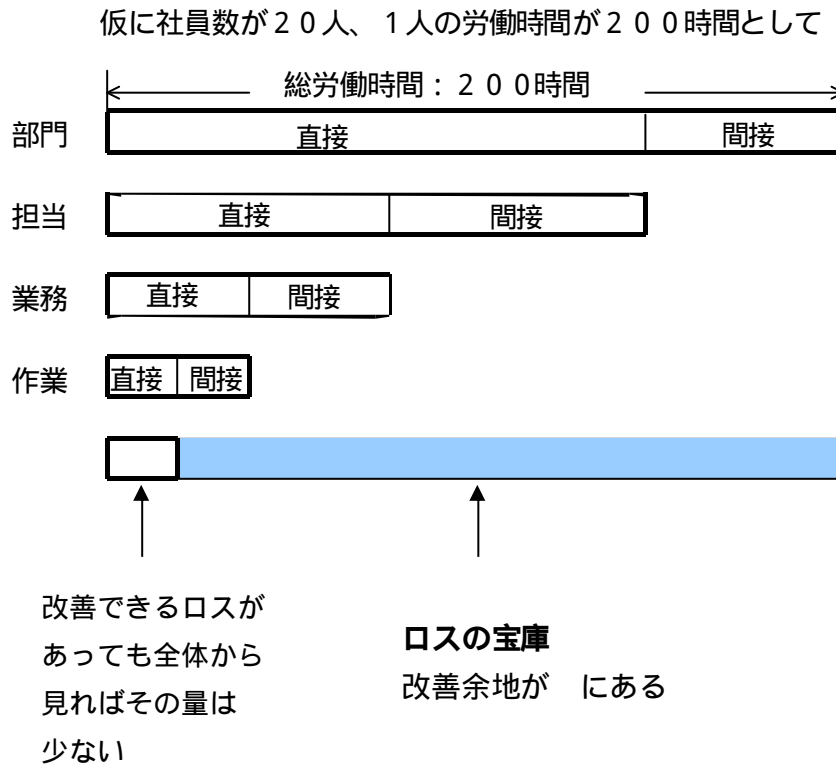 仮に社員数が20人、1人の労働時間が200時間として
総労働時間：200時間
部門 直接 間接
担当 直接 間接
業務 直接 間接
作業 直接 間接
改善できるロスが
あっても全体から
見ればその量は
少ない
ロスの宝庫
改善余地が　にある